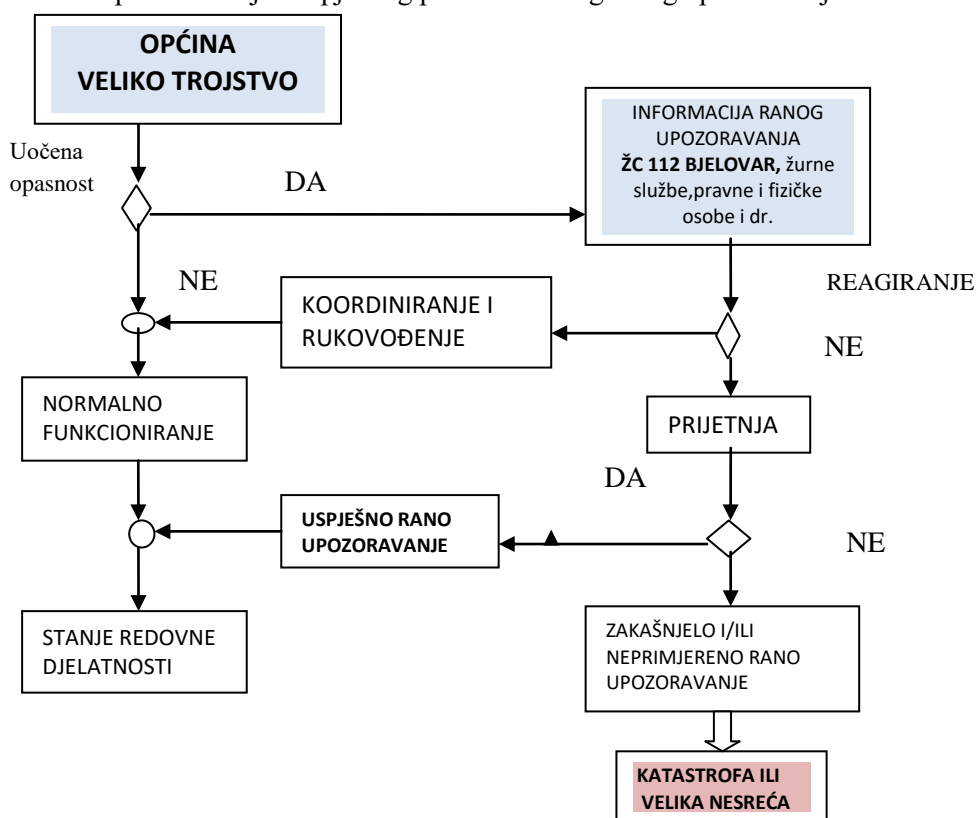 OPĆINA
VELIKO TROJSTVO
INFORMACIJA RANOG
UPOZORAVANJA
ŽC 112 BJELOVAR, žurne
službe,pravne i fizičke
osobe i dr.
Uočena
opasnost
DA
NE
KOORDINIRANJE I
RUKOVOĐENJE
REAGIRANJE
NE
NORMALNO
FUNKCIONIRANJE
PRIJETNJA
DA
USPJEŠNO RANO
UPOZORAVANJE
NE
STANJE REDOVNE
DJELATNOSTI
ZAKAŠNJELO I/ILI
NEPRIMJERENO RANO
UPOZORAVANJE
KATASTROFA ILI
VELIKA NESREĆA